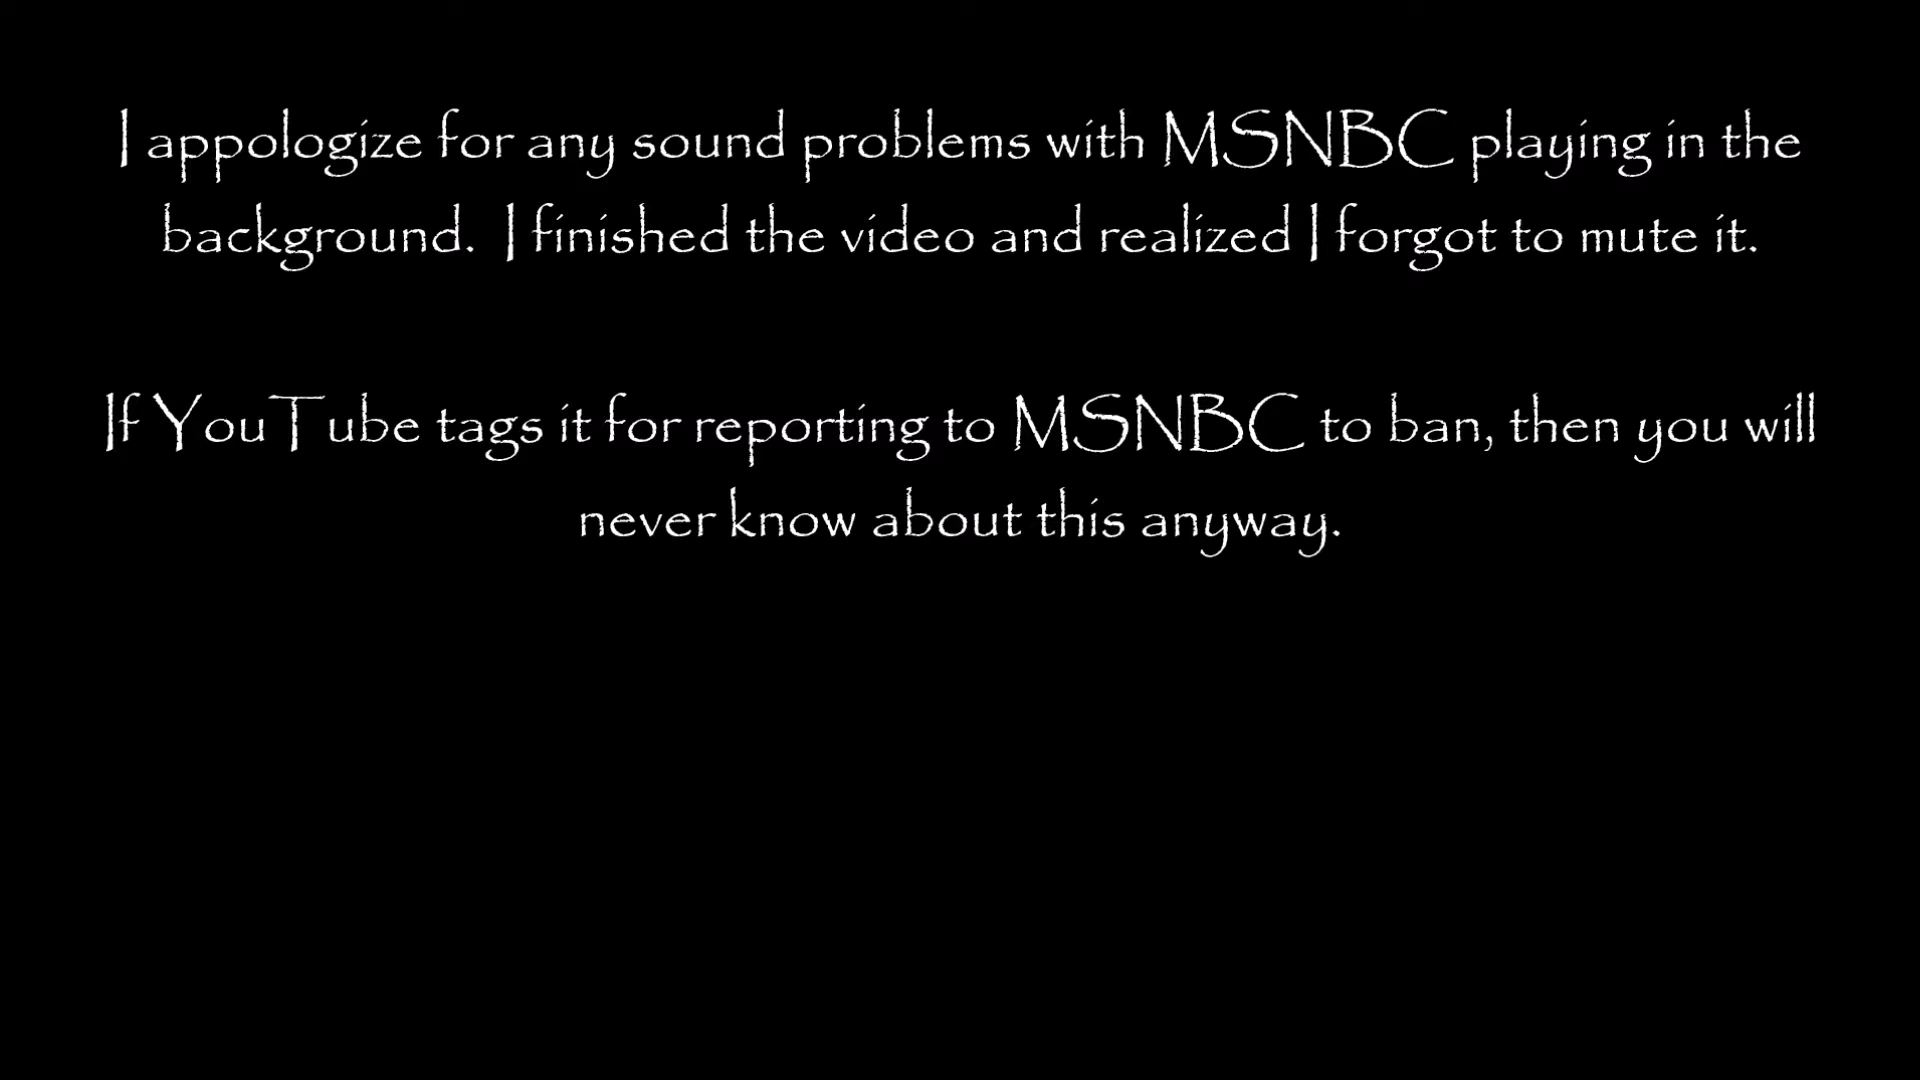 I appologize for any sound problems with MSNBC playing in the
background.  I finished the video and realized I forgot to mute it.
If YouTube tags it for reporting to MSNBC to ban, then you will
never know about this anyway.